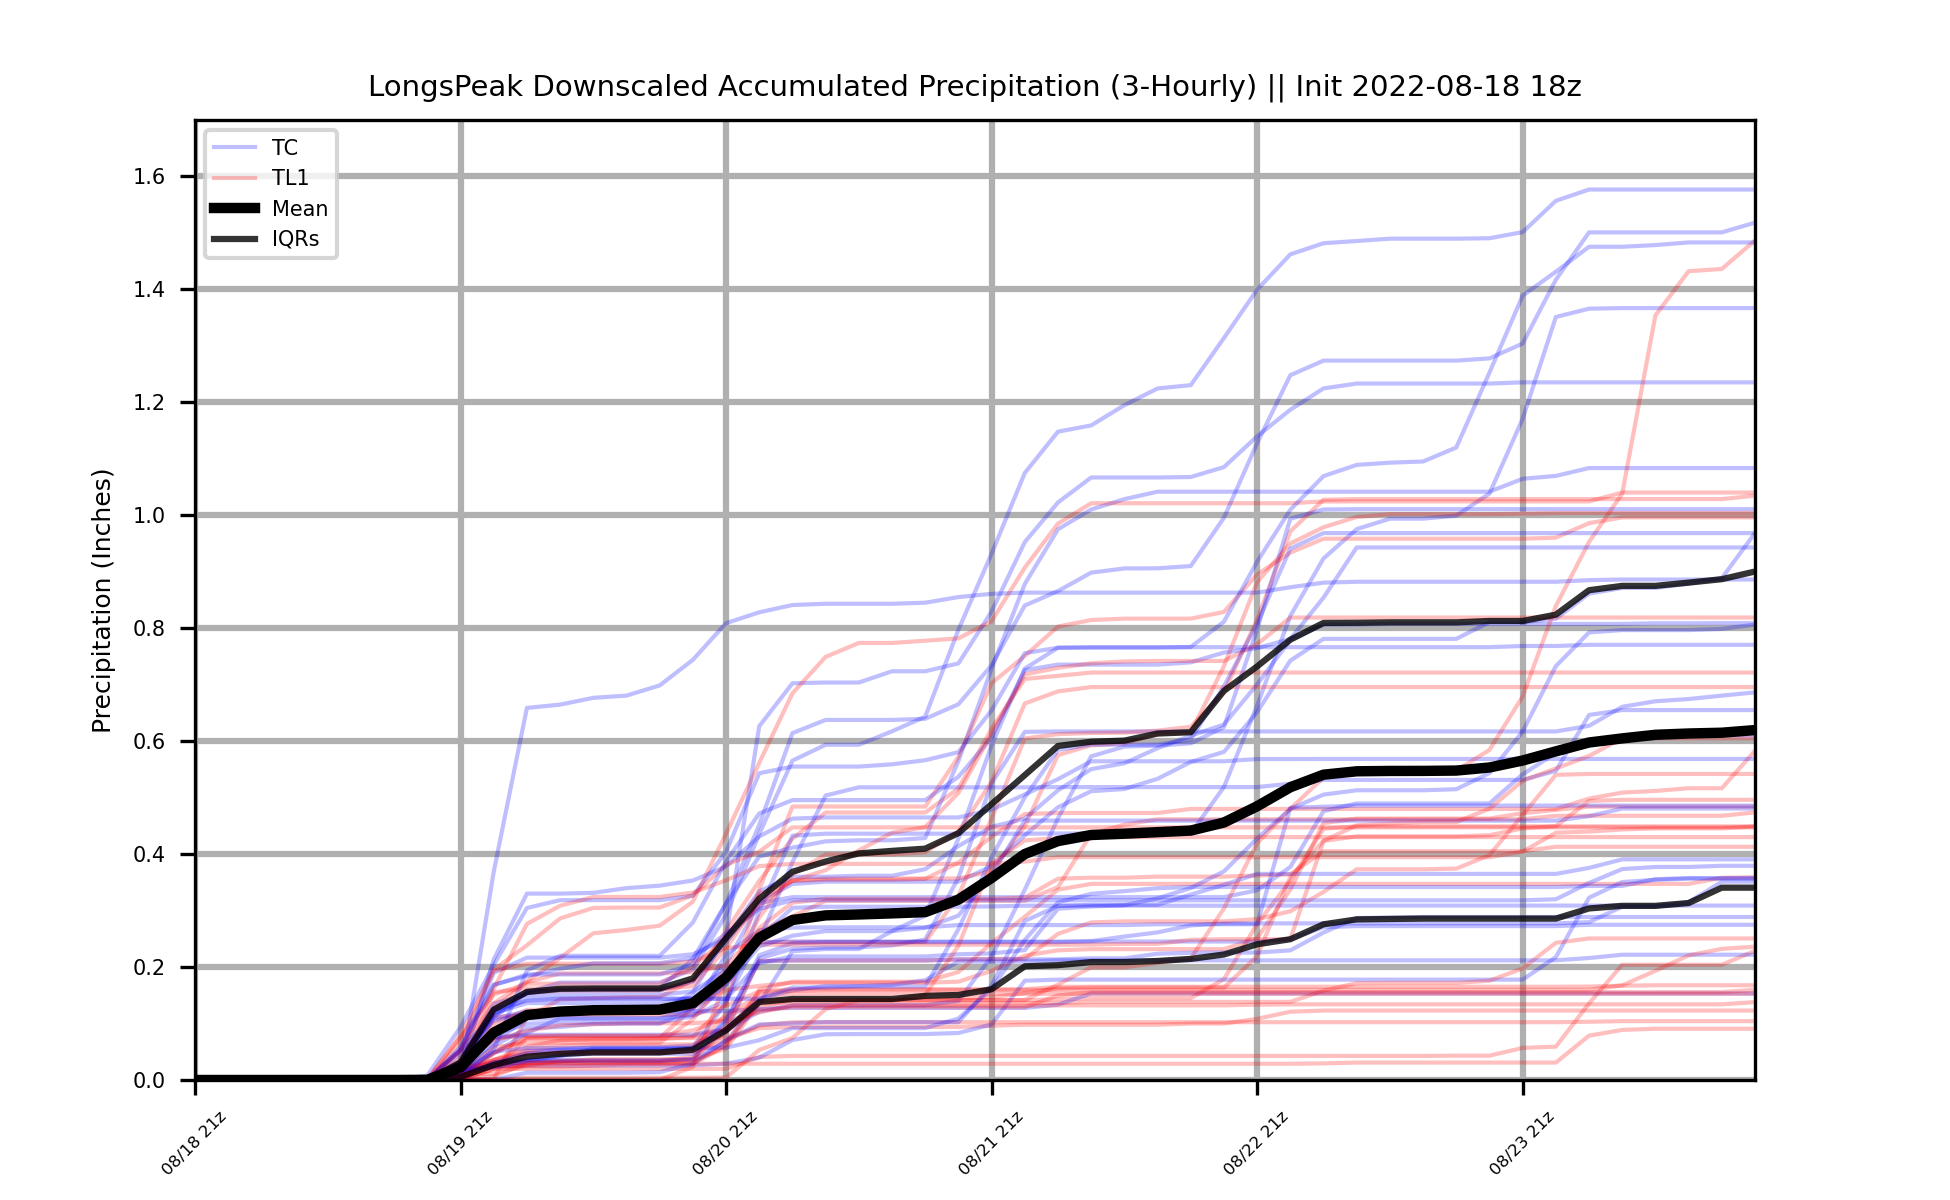 LongsPeak Downscaled Accumulated Precipitation (3-Hourly) || Init 2022-08-18 18z
TC
TL1
Mean
IQRs
Precipitation (Inches)
1.6
1.4
1.2
1.0
0.8
0.6
0.4
0.2
0.0
08/18 21z
08/19 21z
08/20 21z
08/21 21z
08/22 21z
08/23 21z